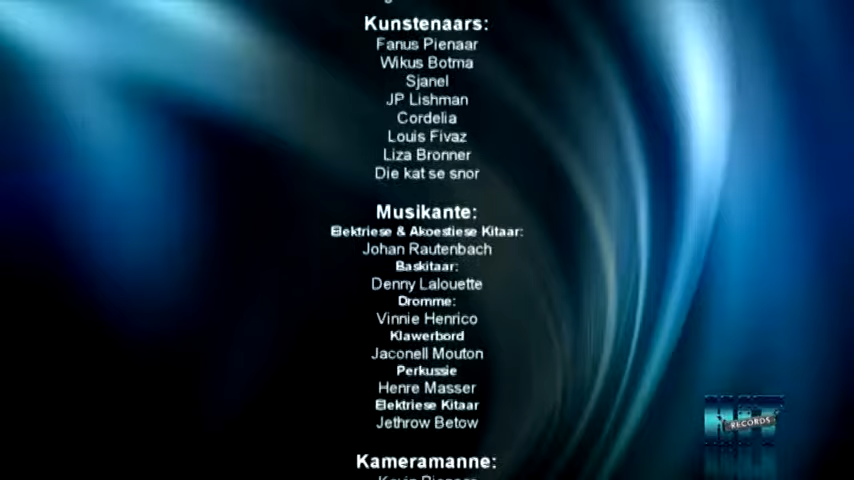 Kunstenaars:
Fanus Pienaar
Wikus Botma
Sjanel
JP Lishman
Cordelia
Louis Fivaz
Liza Bronner
Die kat se snor
Musikante:
Elektriese & Akoestiese Kitaar:
Johan Rautenbach
Baskitaar:
Denny Lalouette
Dromme:
Vinnie Henrico
Klawerbord
Jaconell Mouton
Perkussie
Henre Masser
Elektriese Kitaar
Jethrow Betow
Kameramanne:
HIT
RECORDS